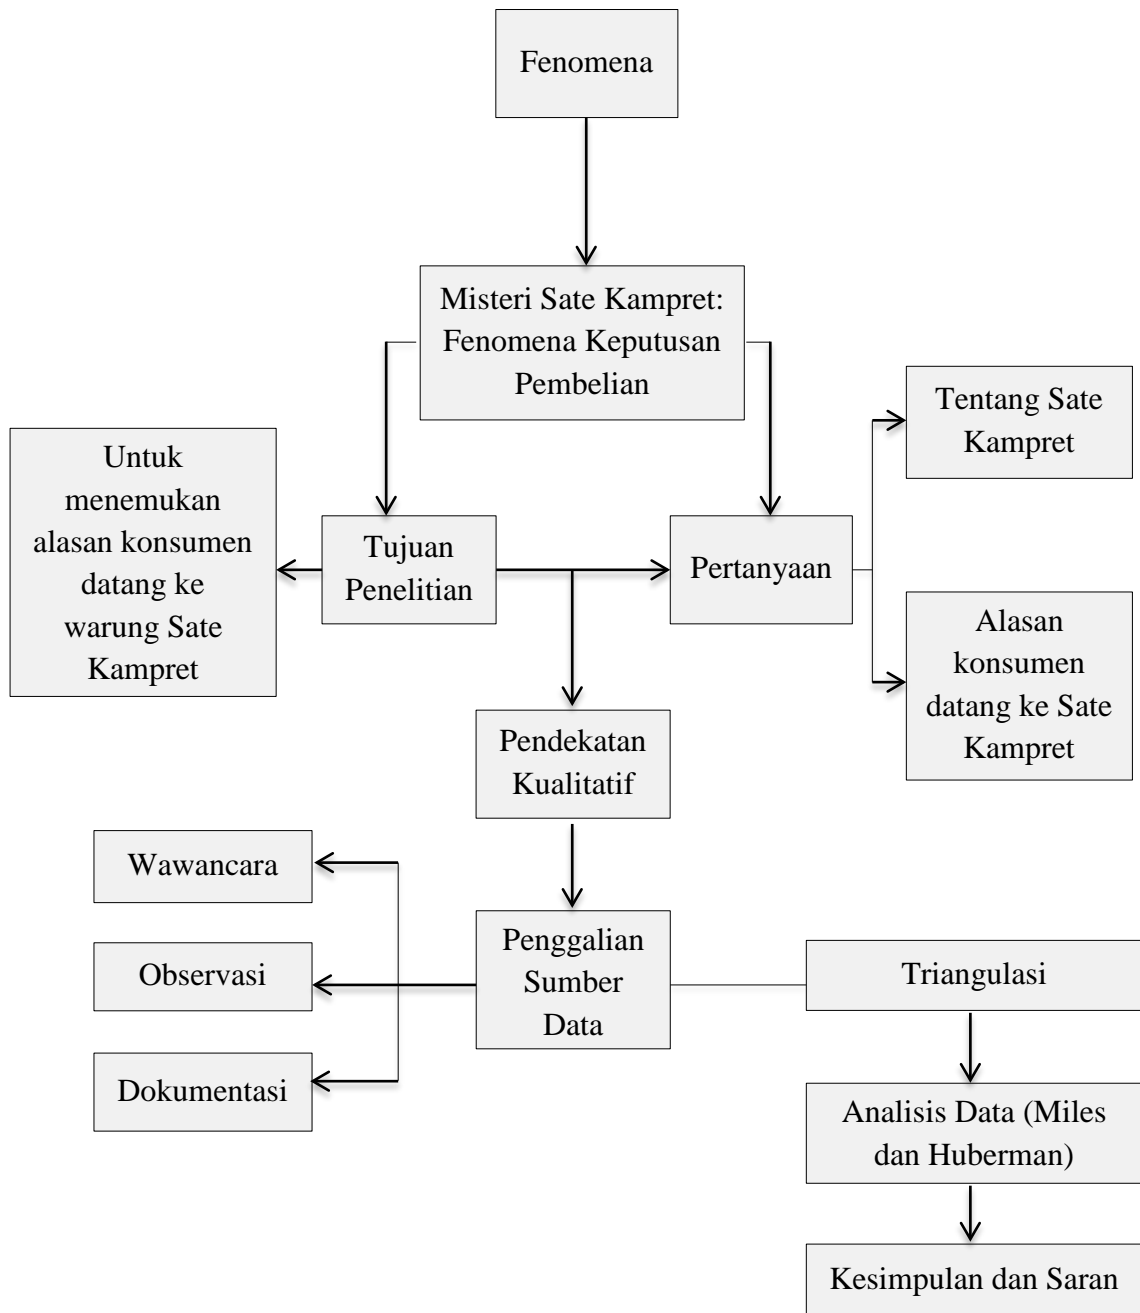 Fenomena
Misteri Sate Kampret:
Fenomena Keputusan
Pembelian
Tentang Sate
Kampret
Untuk
menemukan
alasan konsumen
datang ke
warung Sate
Kampret
Tujuan
Penelitian
Pertanyaan
Alasan
konsumen
datang ke Sate
Kampret
Pendekatan
Kualitatif
Wawancara
Observasi
Dokumentasi
Penggalian
Sumber
Data
Triangulasi
Analisis Data (Miles
dan Huberman)
Kesimpulan dan Saran